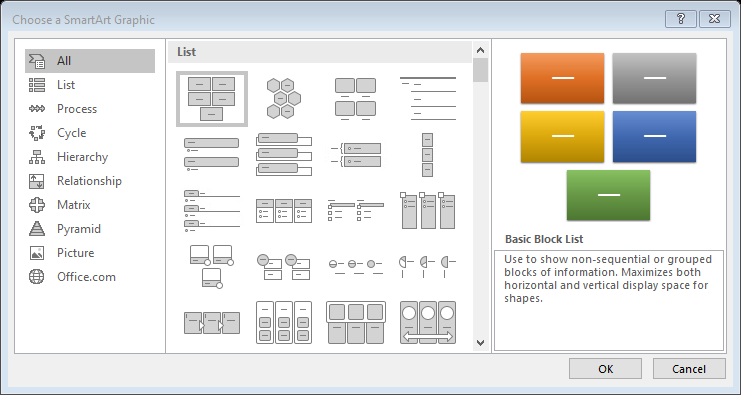 Choose a SmartArt Graphic
All
List
Process
Cycle
Hierarchy
Relationship
Matrix
Pyramid
Picture
Office.com
List
Basic Block List
Use to show non-sequential or grouped
blocks of information. Maximizes both
horizontal and vertical display space for
shapes.
OK
Cancel